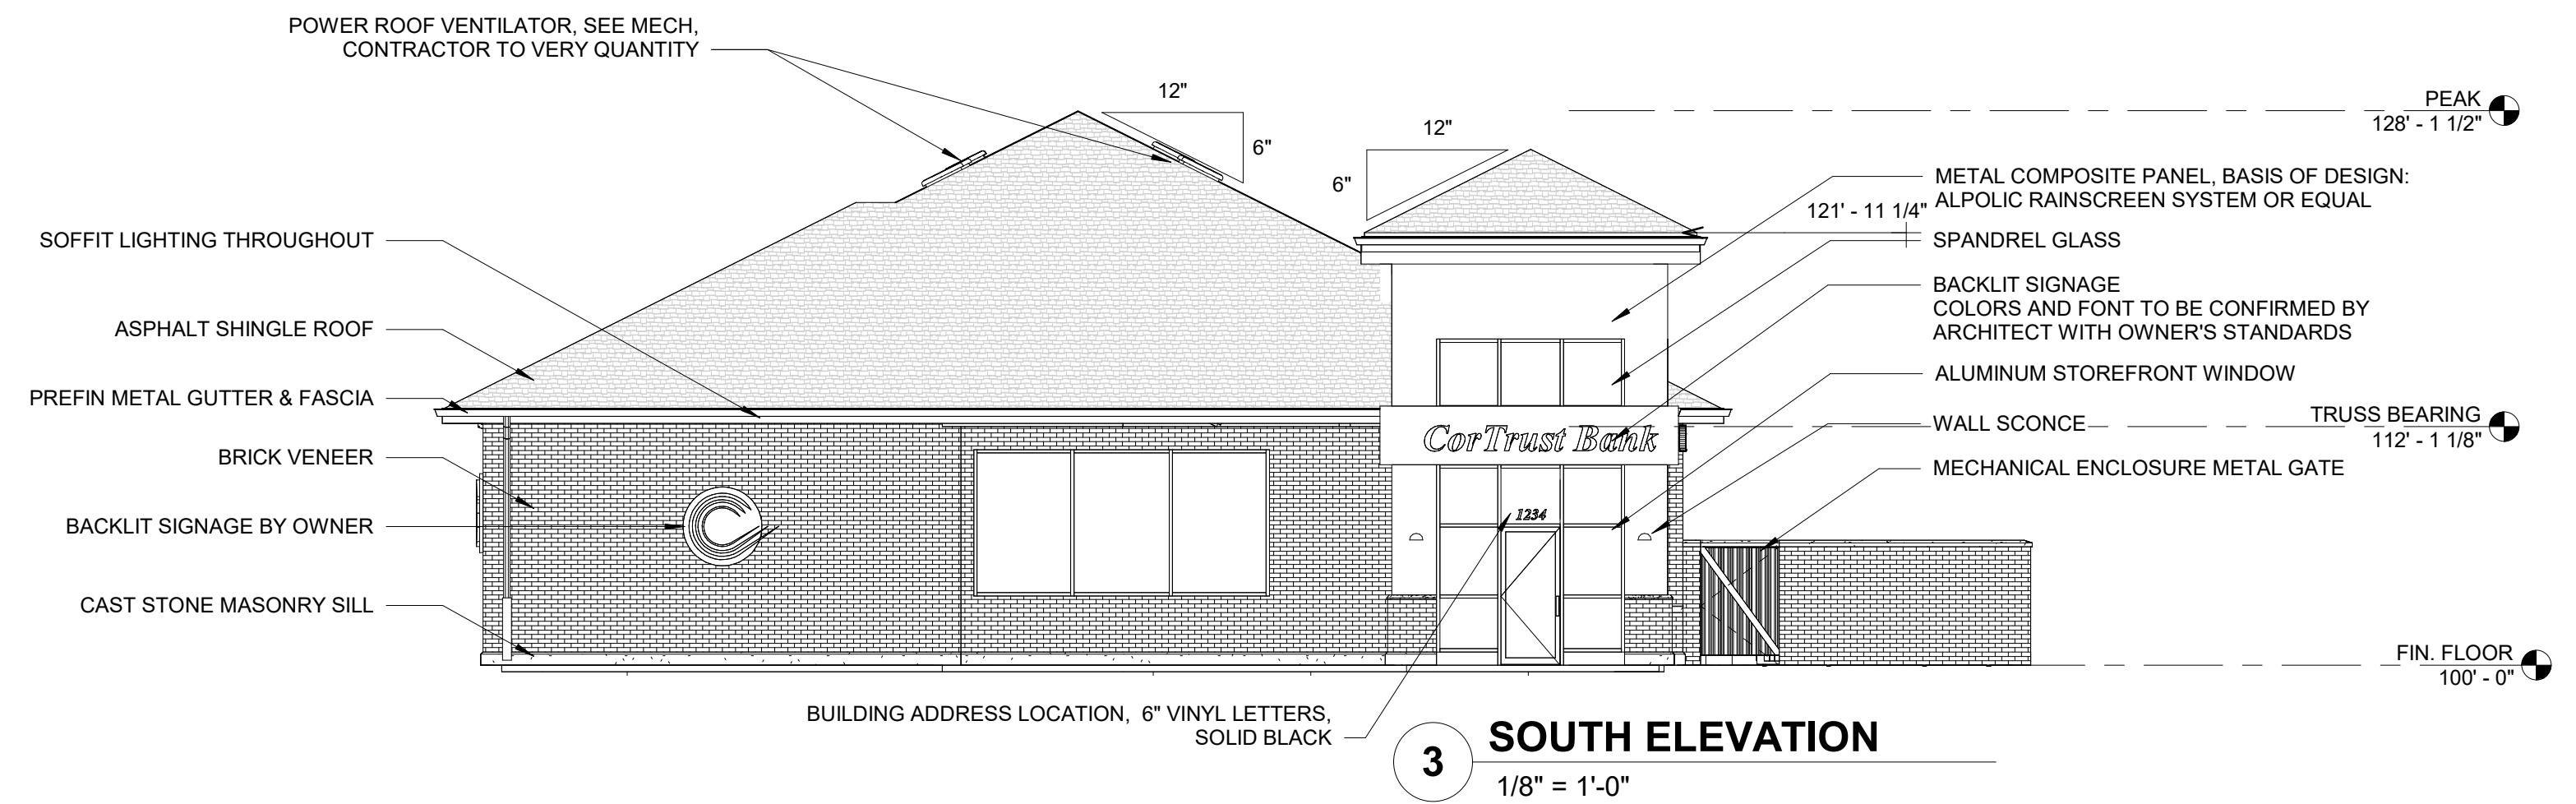 POWER ROOF VENTILATOR, SEE MECH,
CONTRACTOR TO VERY QUANTITY
12"
6"
12"
6"
PEAK
128' - 1 1/2"
METAL COMPOSITE PANEL, BASIS OF DESIGN:
ALPOLIC RAINSCREEN SYSTEM OR EQUAL
121' - 11 1/4"
SPANDREL GLASS
BACKLIT SIGNAGE
COLORS AND FONT TO BE CONFIRMED BY
ARCHITECT WITH OWNER'S STANDARDS
ALUMINUM STOREFRONT WINDOW
WALL SCONCE
TRUSS BEARING
112' - 1 1/8"
MECHANICAL ENCLOSURE METAL GATE
SOFFIT LIGHTING THROUGHOUT
ASPHALT SHINGLE ROOF
PREFIN METAL GUTTER & FASCIA
BRICK VENEER
BACKLIT SIGNAGE BY OWNER
CAST STONE MASONRY SILL
CorTrust Bank
1234
FIN. FLOOR
100' - 0"
BUILDING ADDRESS LOCATION, 6" VINYL LETTERS,
SOLID BLACK
3 SOUTH ELEVATION
1/8" = 1'-0"